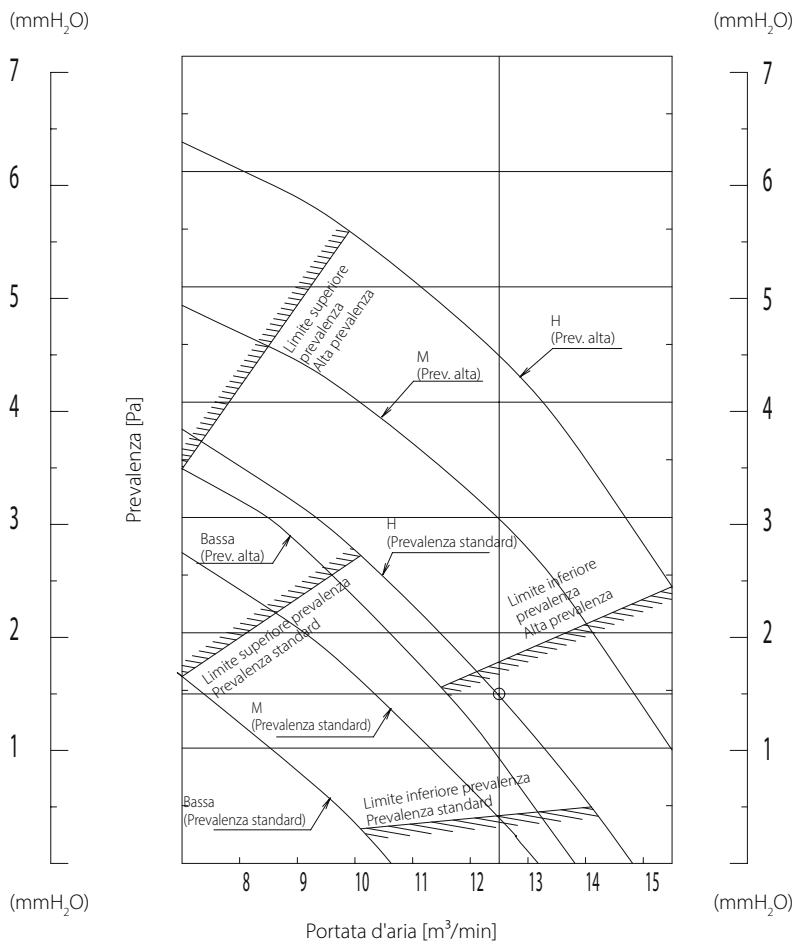 (mmH₂O)
(mmH₂O)
7
6
5
4
3
2
1
7
6
5
4
3
2
1
Prevalenza [Pa]
Limite superiore
prevalenza
Alta prevalenza
H
(Prev. alta)
M
(Prev. alta)
H
(Prevalenza standard)
Bassa
(Prev. alta)
Limite inferiore
prevalenza
Alta prevalenza
Limite superiore prevalenza
Prevalenza standard
M
(Prevalenza standard)
Limite inferiore prevalenza
Prevalenza standard
Bassa
(Prevalenza standard)
8 9 10 11 12 13 14 15
(mmH₂O)
(mmH₂O)
Portata d'aria [m³/min]